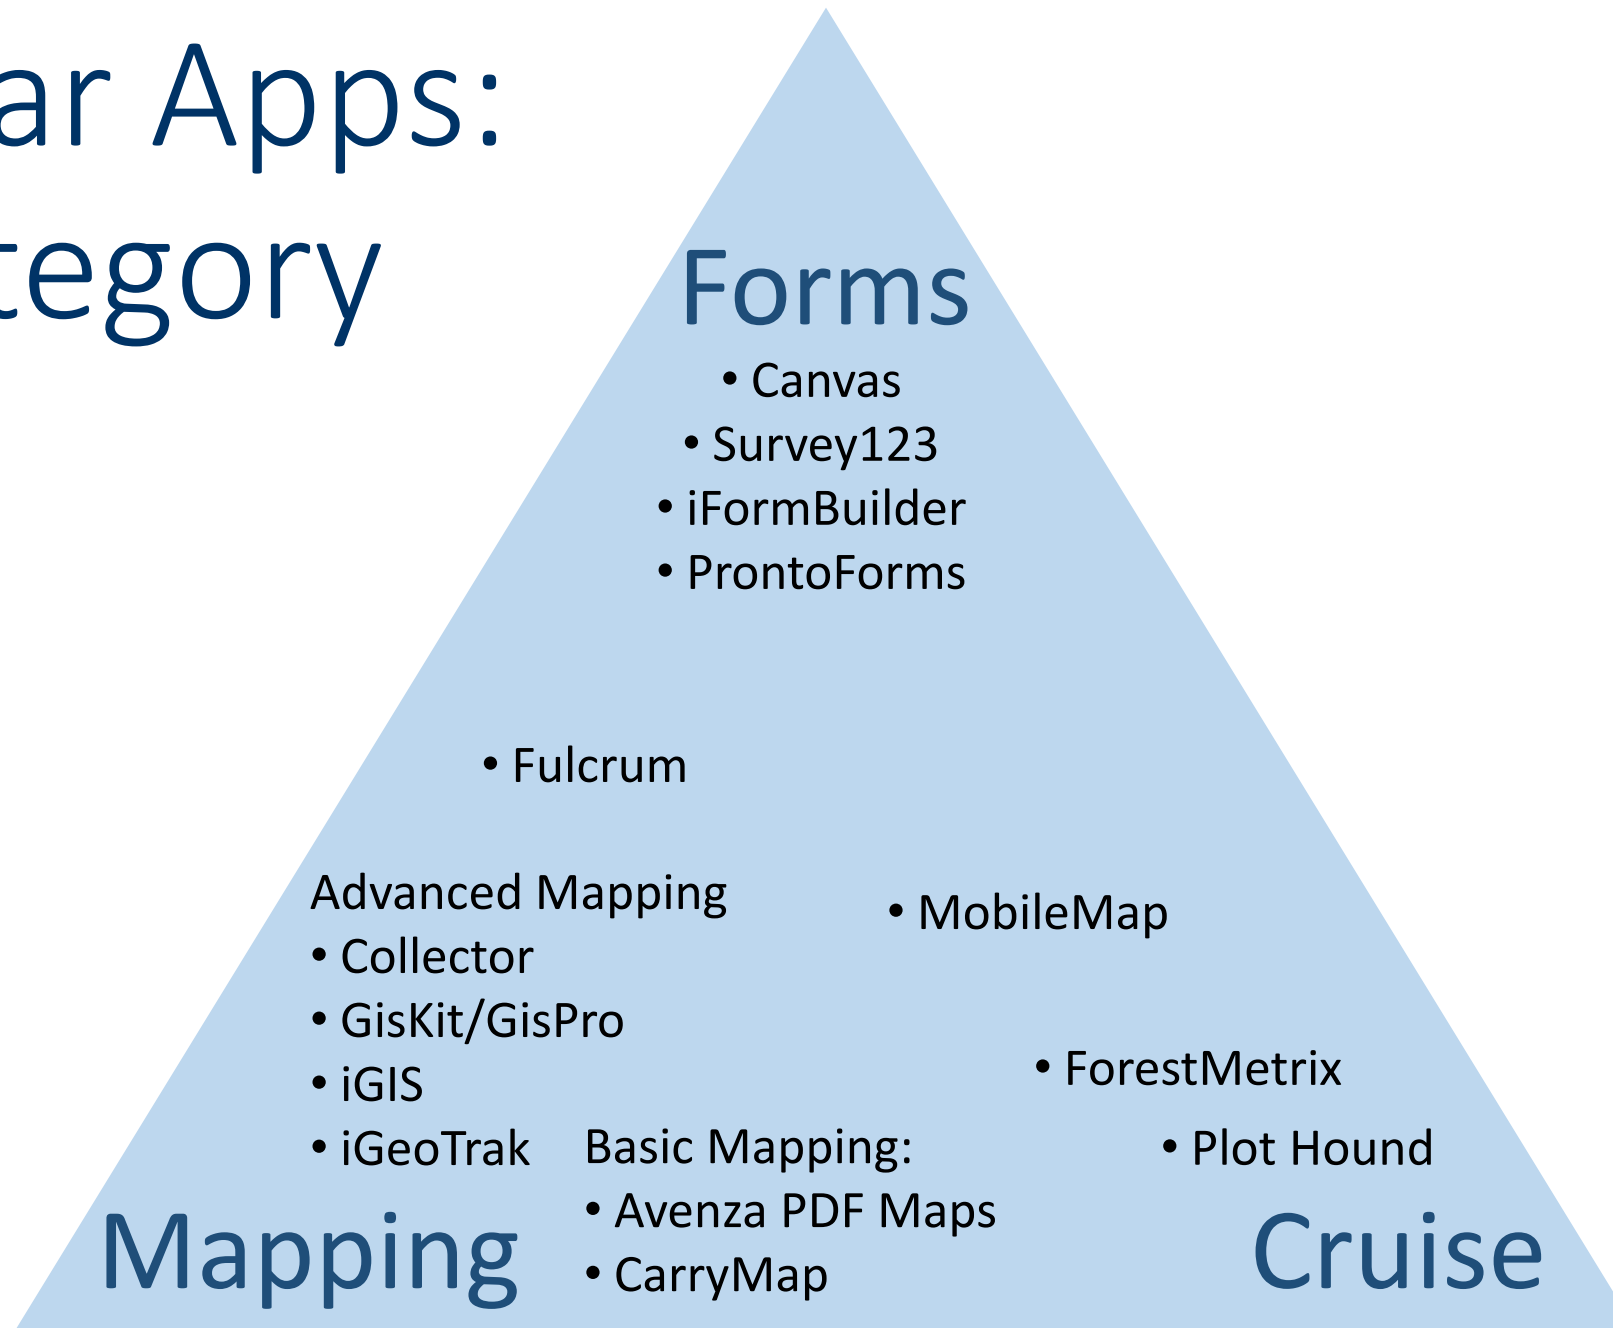 ar Apps:
tegory
Forms
• Canvas
• Survey123
• iFormBuilder
• ProntoForms
• Fulcrum
Advanced Mapping
• Collector
• GisKit/GisPro
• iGIS
• iGeoTrak
• MobileMap
• ForestMetrix
• Plot Hound
Basic Mapping:
• Avenza PDF Maps
• CarryMap
Mapping
Cruise